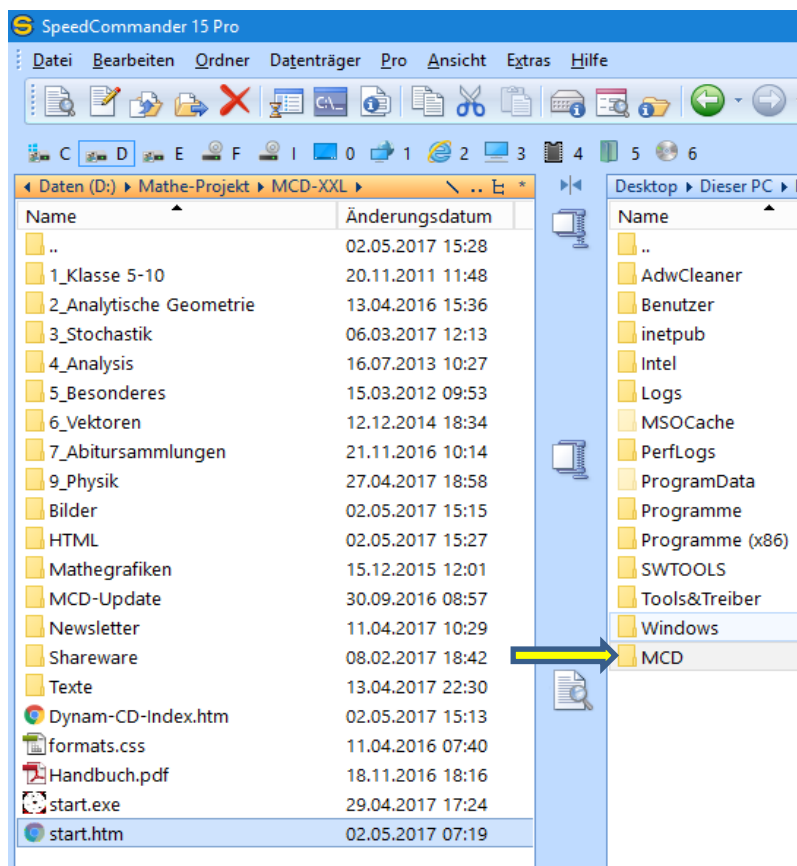 SpeedCommander 15 Pro
Datei Bearbeiten Ordner Datenträger Pro Ansicht Extras Hilfe
C D E F I 0 1 2 3 4 5 6
Daten (D:) Mathe-Projekt MCD-XXL \ .. *
Name Änderungsdatum
.. 02.05.2017 15:28
1_Klasse 5-10 20.11.2011 11:48
2_Analytische Geometrie 13.04.2016 15:36
3_Stochastik 06.03.2017 12:13
4_Analysis 16.07.2013 10:27
5_Besonderes 15.03.2012 09:53
6_Vektoren 12.12.2014 18:34
7_Abitursammlungen 21.11.2016 10:14
9_Physik 27.04.2017 18:58
Bilder 02.05.2017 15:15
HTML 02.05.2017 15:27
Mathegrafiken 15.12.2015 12:01
MCD-Update 30.09.2016 08:57
Newsletter 11.04.2017 10:29
Shareware 08.02.2017 18:42
Texte 13.04.2017 22:30
Dynam-CD-Index.htm 02.05.2017 15:13
formats.css 11.04.2016 07:40
Handbuch.pdf 18.11.2016 18:16
start.exe 29.04.2017 17:24
start.htm 02.05.2017 07:19
Desktop Dieser PC
Name
..
AdwCleaner
Benutzer
inetpub
Intel
Logs
MSOCache
PerfLogs
ProgramData
Programme
Programme (x86)
SWTOOLS
Tools&Treiber
Windows
MCD